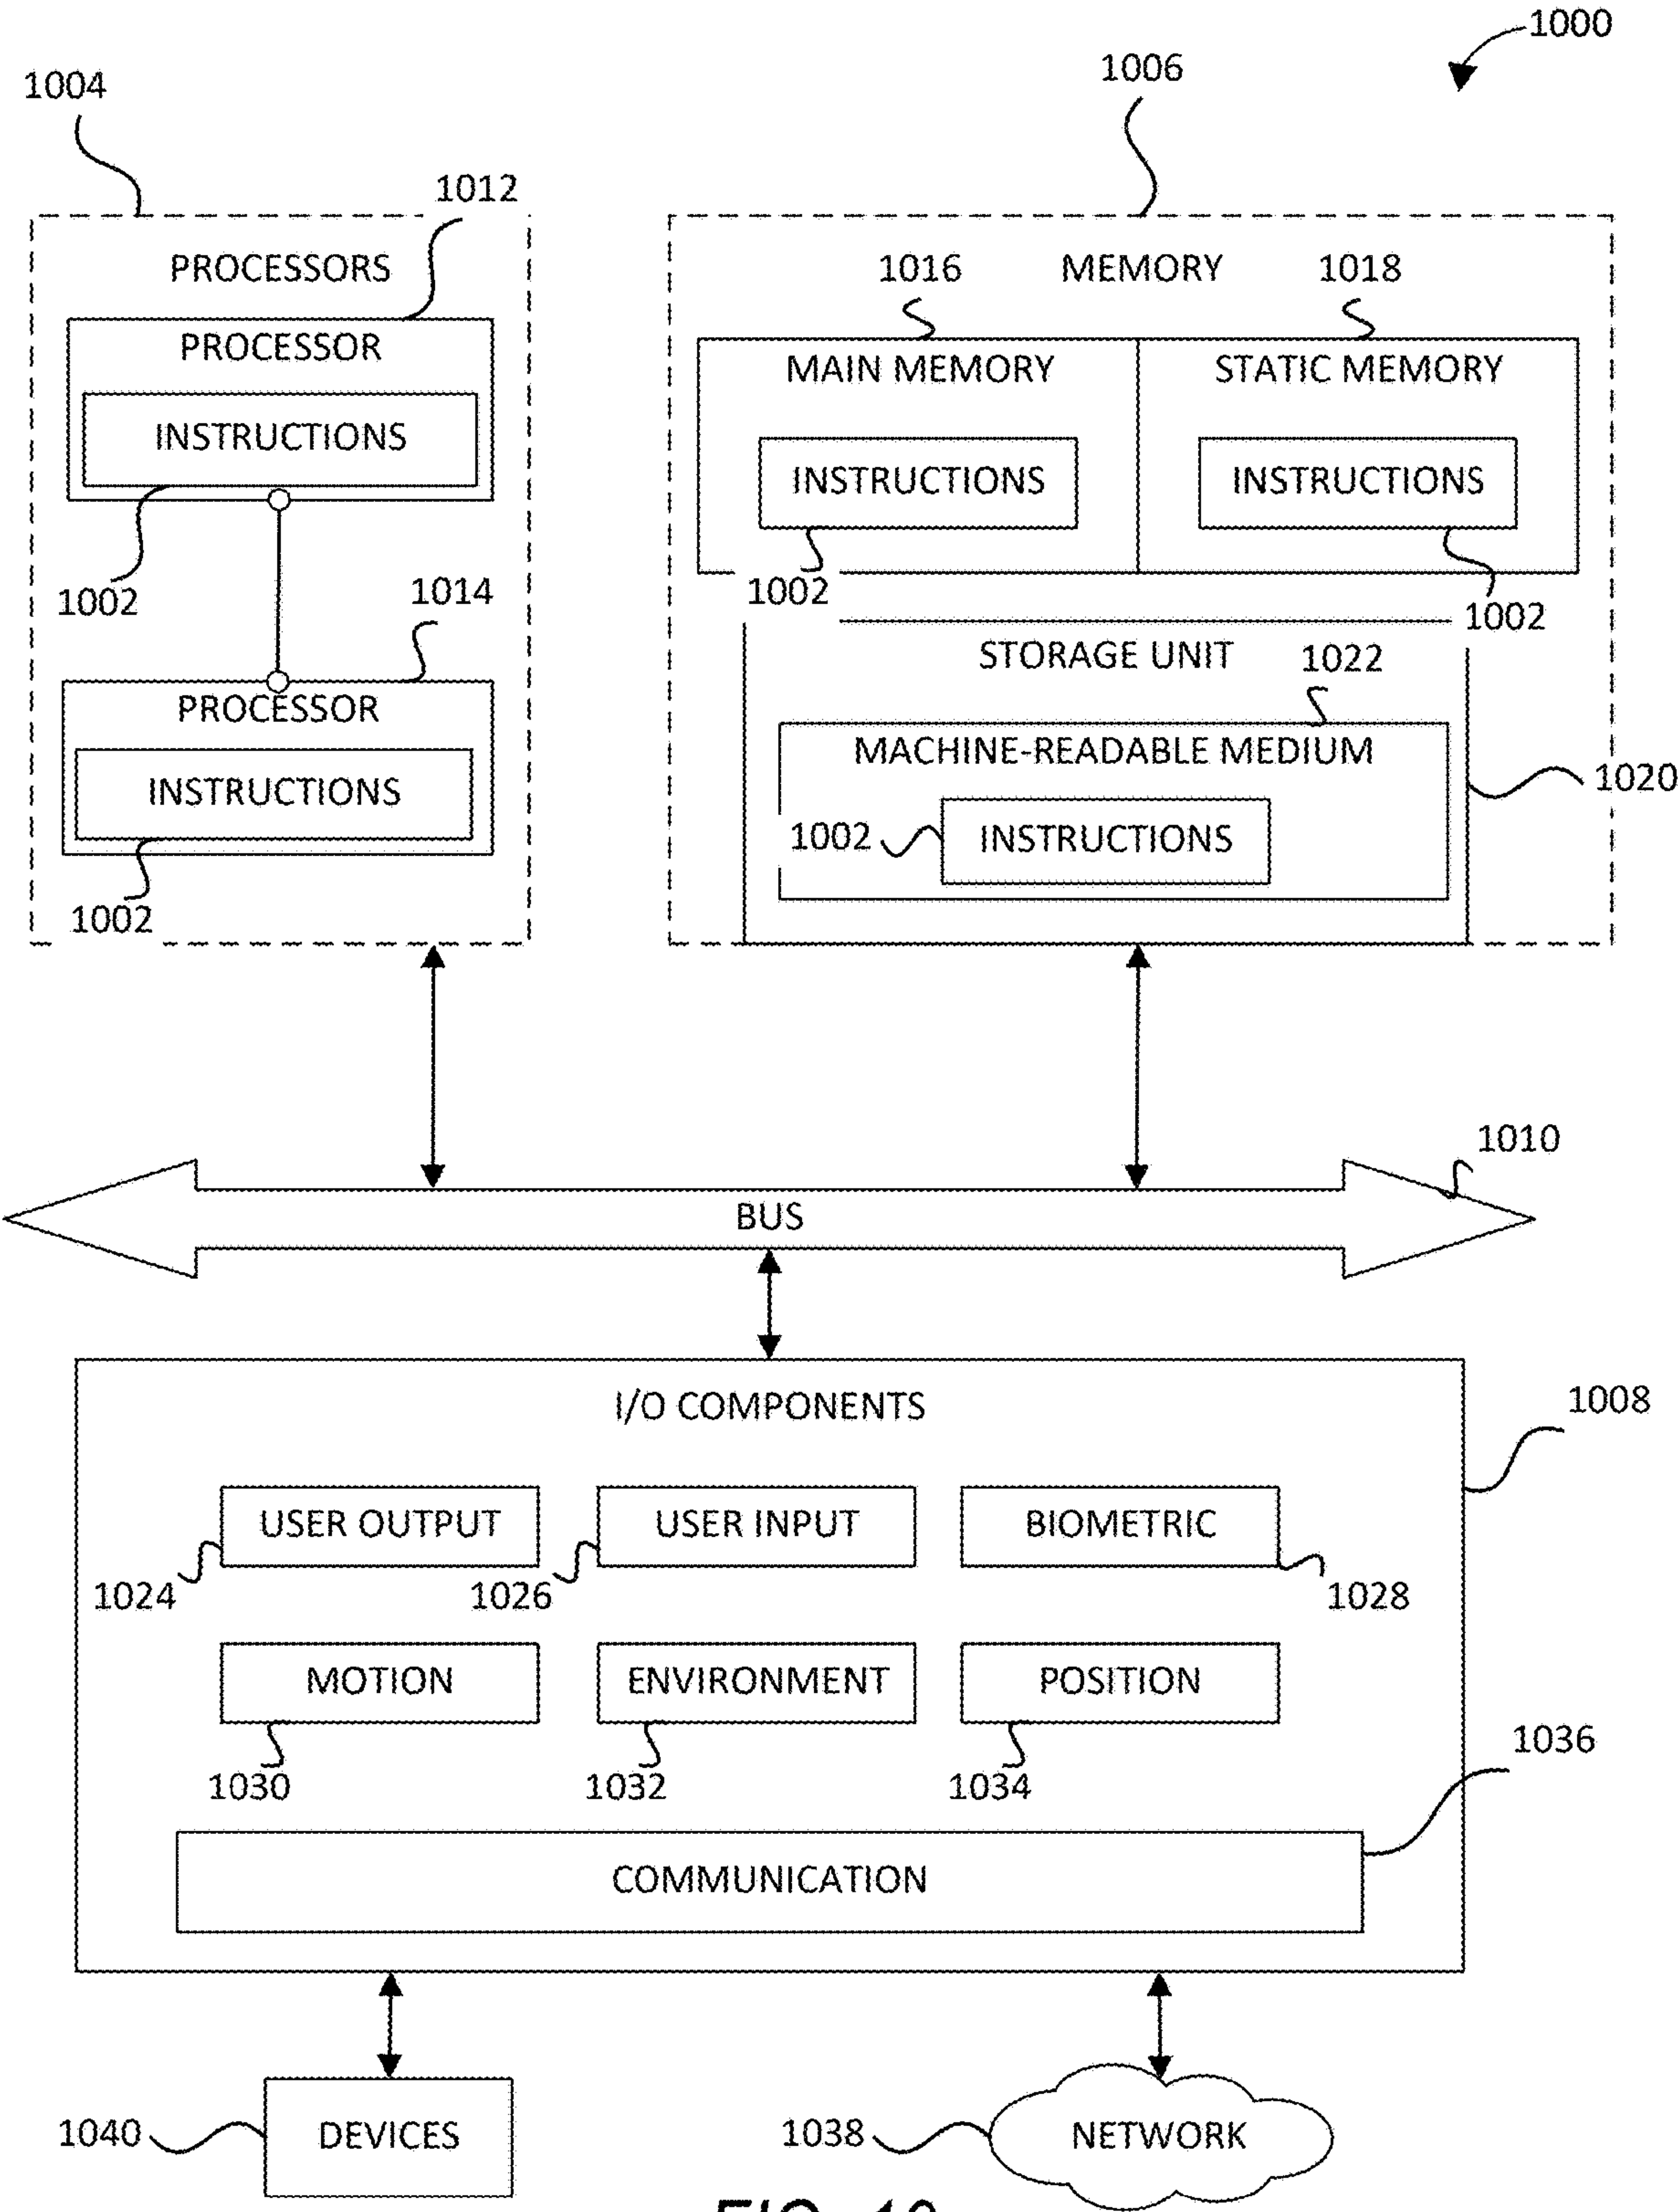 1000
1004
1006
1012
PROCESSORS
1016
MEMORY
1018
PROCESSOR
MAIN MEMORY
STATIC MEMORY
INSTRUCTIONS
INSTRUCTIONS
INSTRUCTIONS
1002
1014
1002
1002
STORAGE UNIT
1022
PROCESSOR
MACHINE-READABLE MEDIUM
1020
INSTRUCTIONS
1002
INSTRUCTIONS
1002
1010
BUS
I/O COMPONENTS
1008
USER OUTPUT
USER INPUT
BIOMETRIC
1024
1026
1028
MOTION
ENVIRONMENT
POSITION
1030
1032
1034
1036
COMMUNICATION
1040
DEVICES
1038
NETWORK